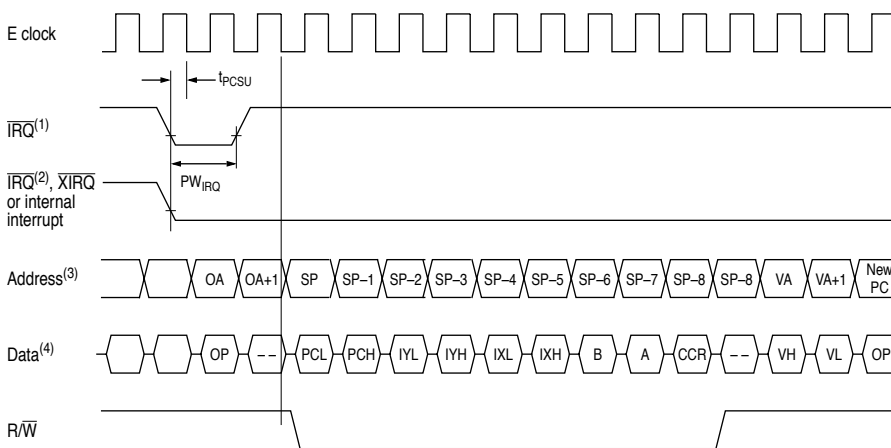 E clock
tPCSU
IRQ(1)
PWIRQ
IRQ(2), XIRQ
or internal
interrupt
Address(3)
OA OA+1 SP SP–1 SP–2 SP–3 SP–4 SP–5 SP–6 SP–7 SP–8 SP–8 VA VA+1 New
PC
Data(4)
OP – – PCL PCH IYL IYH IXL IXH B A CCR – – VH VL OP
R/W